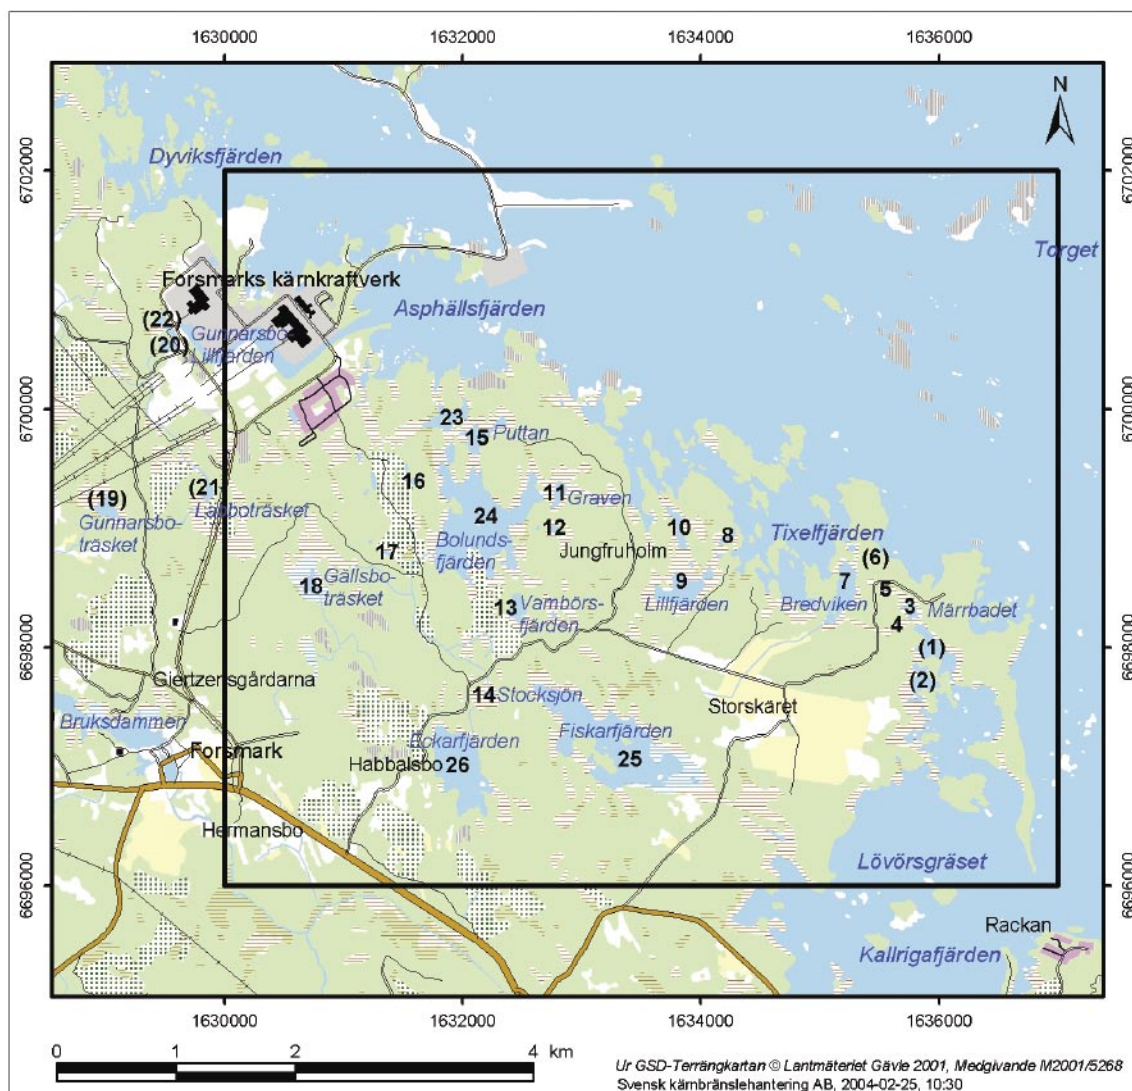 1630000
1632000
1634000
1636000
N
6702000
6702000
Dyviksfjärden
Torget
Forsmarks kärnkraftverk
Asphällsfjärden
(22)
Gunnarsbo-
(20)
Lillfjärden
6700000
6700000
23
15
Puttan
16
(21
(19)
11
Graven
Labboträsket
24
Gunnarsbo-
träsket
12
10
8
Tixelfjärden
Bolunds-
fjärden
17
Jungfruholm
(6)
18
Gällsbo-
träsket
9
7
5
13
Vambörs-
fjärden
Lillfjärden
Bredviken
3
Märrbadet
4
6698000
6698000
(1)
Giertzensgårdarna
(2)
14
Stocksjön
Storskäret
Bruksdammen
Eckarfjärden
Fiskarfjärden
Forsmark
Habbalsbo
26
25
Hermansbo
Lövörsgräset
6696000
6696000
Rackan
Kallrigafjärden
1630000
1632000
1634000
1636000
0
1
2
4
km
Ur GSD-Terrängkartan © Lantmäteriet Gävle 2001, Medgivande M2001/5268
Svensk kärnbränslehantering AB, 2004-02-25, 10:30